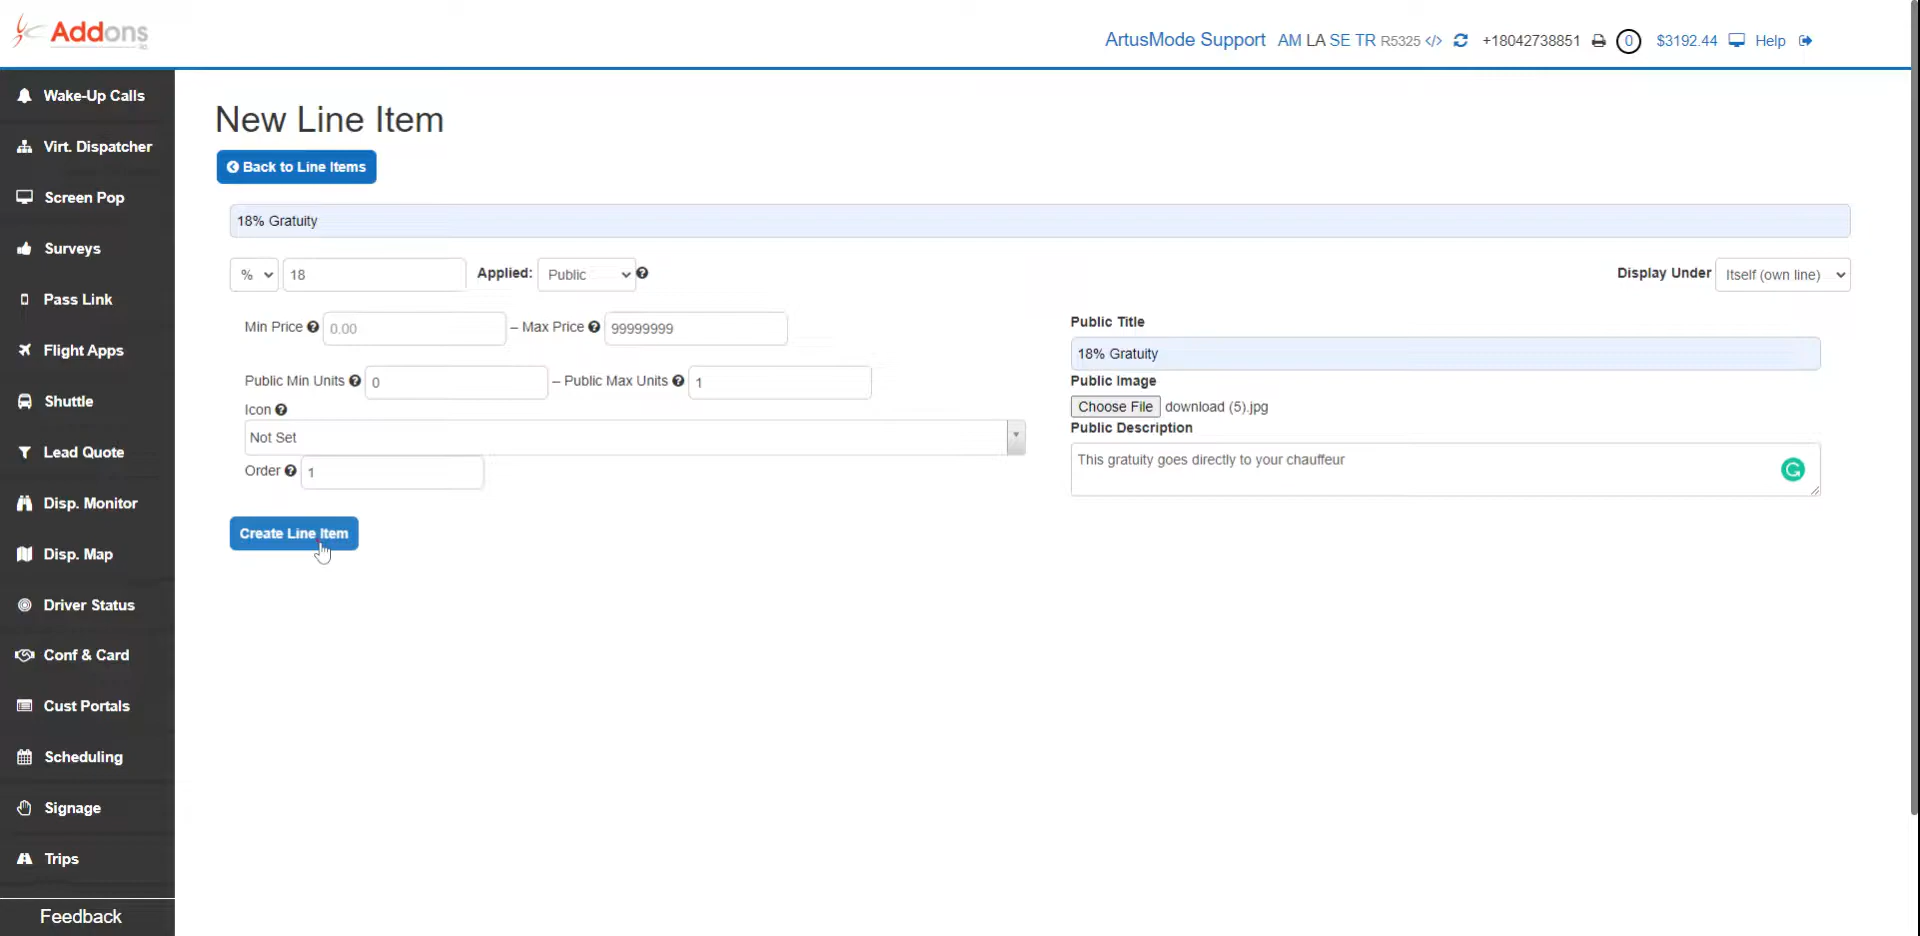 Addons
io
ArtusMode Support AM LA SE TR R5325 </> +18042738851 0 $3192.44 Help
Wake-Up Calls
Virt. Dispatcher
Screen Pop
Surveys
Pass Link
Flight Apps
Shuttle
Lead Quote
Disp. Monitor
Disp. Map
Driver Status
Conf & Card
Cust Portals
Scheduling
Signage
Trips
Feedback
New Line Item
Back to Line Items
18% Gratuity
% 18 Applied: Public Display Under Itself (own line)
Min Price 0.00 – Max Price 99999999
Public Min Units 0 – Public Max Units 1
Icon
Not Set
Order 1
Public Title
18% Gratuity
Public Image
Choose File download (5).jpg
Public Description
This gratuity goes directly to your chauffeur
Create Line Item